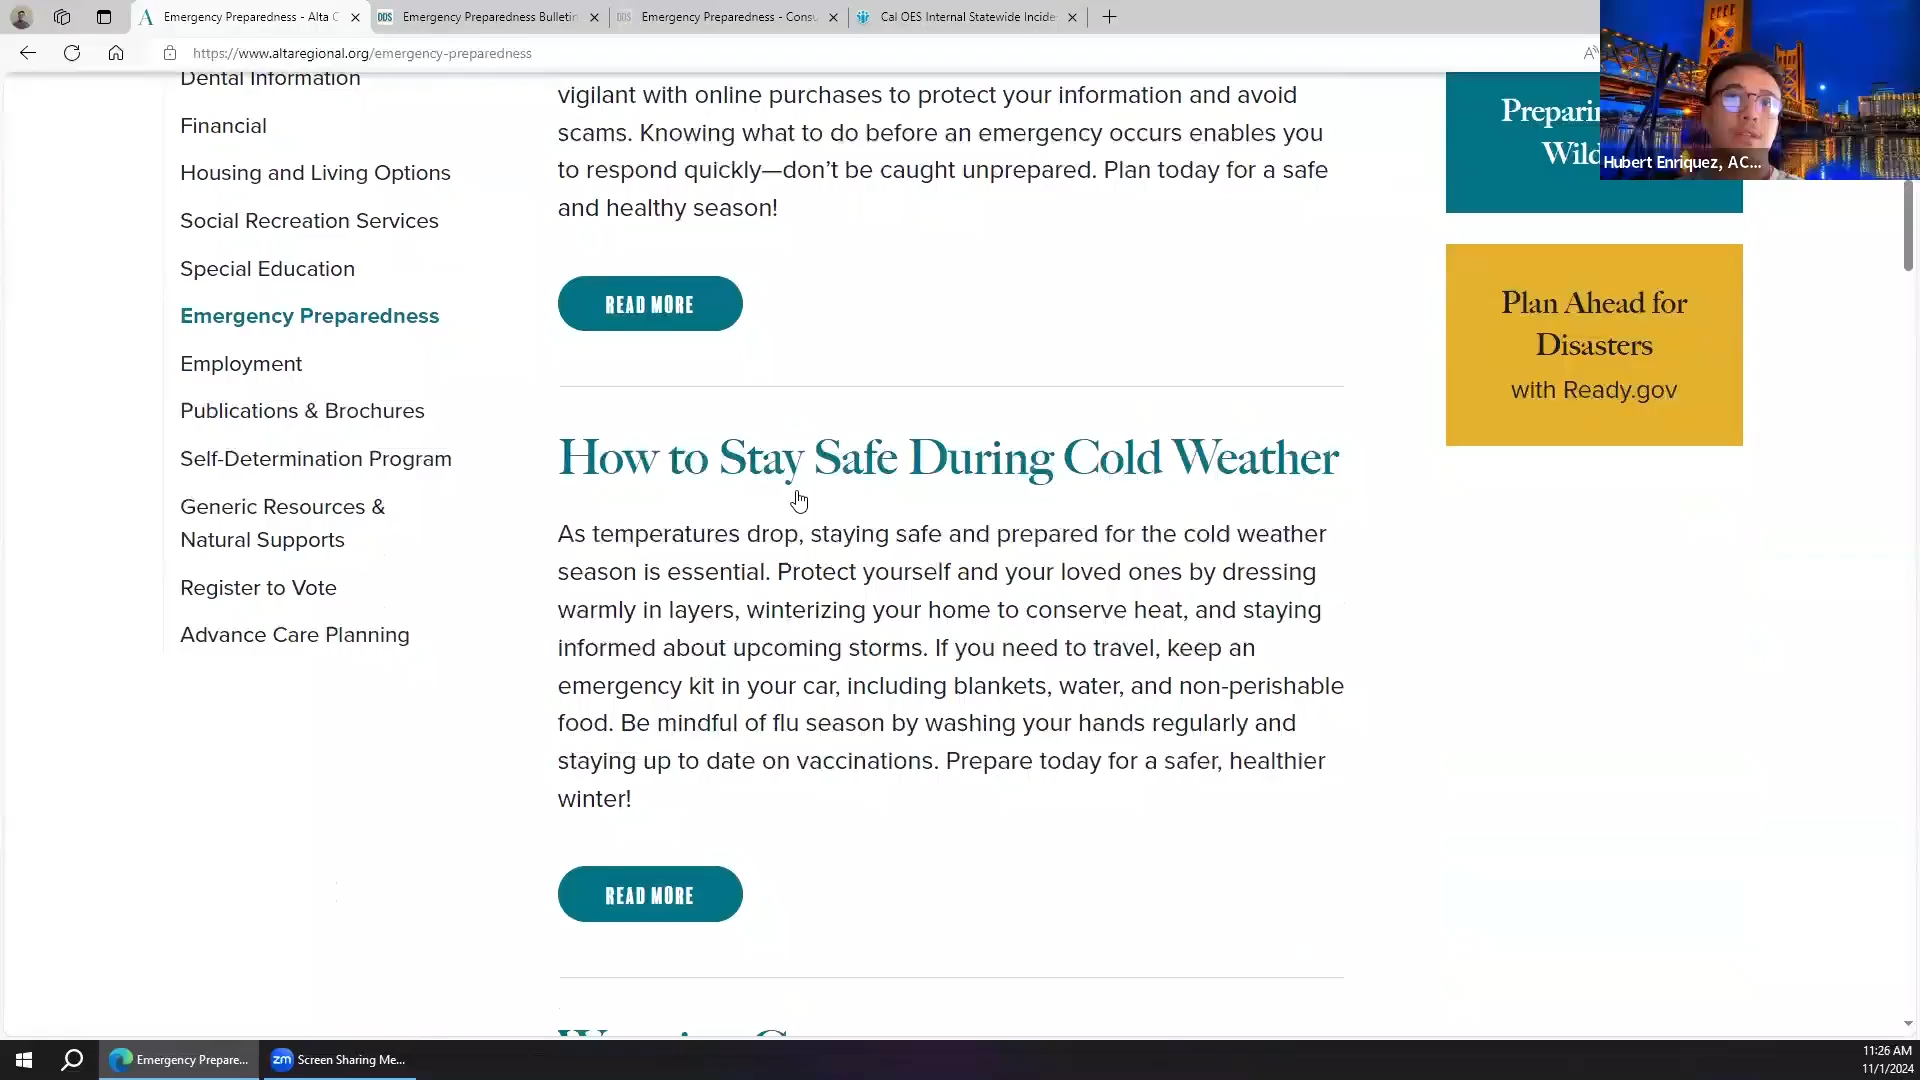 Emergency Preparedness - Alta C
Emergency Preparedness Bulletin
Emergency Preparedness - Consu
Cal OES Internal Statewide Incide
DDS
DDS
https://www.altaregional.org/emergency-preparedness
Dental Information
Financial
Housing and Living Options
Social Recreation Services
Special Education
Emergency Preparedness
Employment
Publications & Brochures
Self-Determination Program
Generic Resources &
Natural Supports
Register to Vote
Advance Care Planning
vigilant with online purchases to protect your information and avoid
scams. Knowing what to do before an emergency occurs enables you
to respond quickly—don’t be caught unprepared. Plan today for a safe
and healthy season!
READ MORE
How to Stay Safe During Cold Weather
As temperatures drop, staying safe and prepared for the cold weather
season is essential. Protect yourself and your loved ones by dressing
warmly in layers, winterizing your home to conserve heat, and staying
informed about upcoming storms. If you need to travel, keep an
emergency kit in your car, including blankets, water, and non-perishable
food. Be mindful of flu season by washing your hands regularly and
staying up to date on vaccinations. Prepare today for a safer, healthier
winter!
READ MORE
Hubert Enriquez, AC...
Plan Ahead for
Disasters
with Ready.gov
Emergency Prepare...
zm Screen Sharing Me...
11:26 AM
11/1/2024